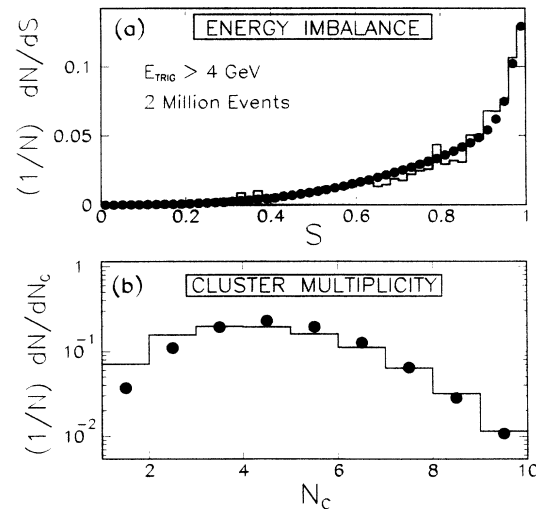 (a) ENERGY IMBALANCE
E_TRIG > 4 GeV
2 Million Events
(1/N) dN/dS
0.1
0.05
0
0 0.2 0.4 0.6 0.8 1
S
(b) CLUSTER MULTIPLICITY
(1/N) dN/dN_c
1
10^-1
10^-2
2 4 6 8 10
N_c